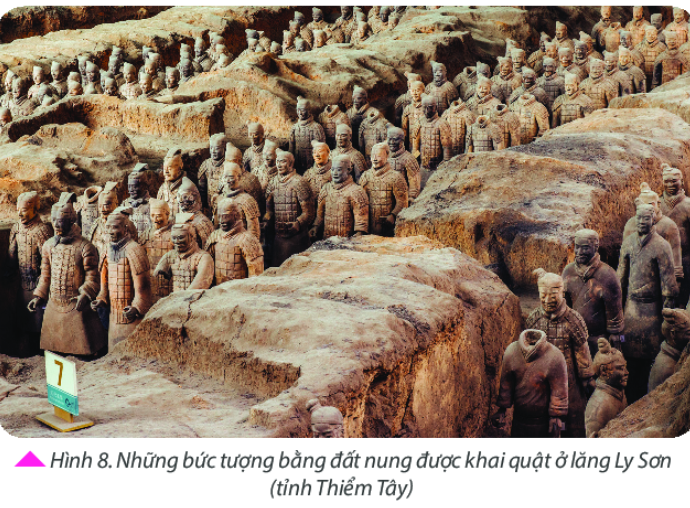 7
Hình 8. Những bức tượng bằng đất nung được khai quật ở lăng Ly Sơn
(tỉnh Thiểm Tây)